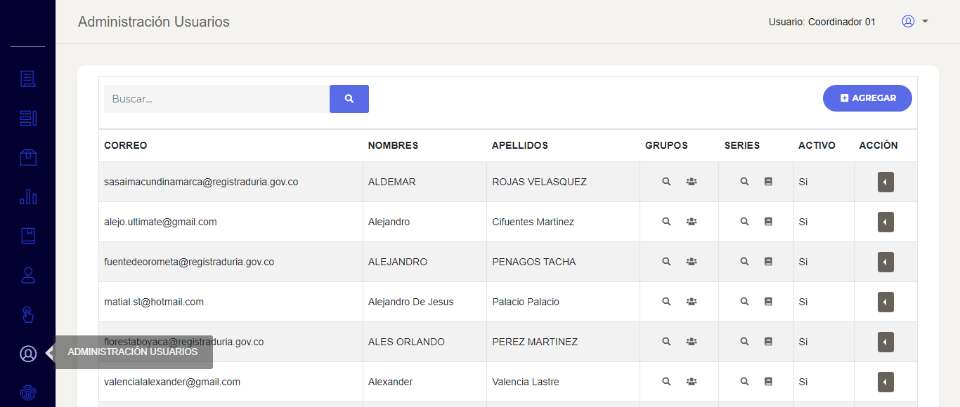 Administración Usuarios
Usuario: Coordinador 01
Buscar...
AGREGAR
CORREO NOMBRES APELLIDOS GRUPOS SERIES ACTIVO ACCIÓN
sasaimacundinamarca@registraduria.gov.co ALDEMAR ROJAS VELASQUEZ Si
alejo.ultimate@gmail.com Alejandro Cifuentes Martinez Si
fuentedeorometa@registraduria.gov.co ALEJANDRO PENAGOS TACHA Si
matial.st@hotmail.com Alejandro De Jesus Palacio Palacio Si
florestaboyaca@registraduria.gov.co ALES ORLANDO PEREZ MARTINEZ Si
ADMINISTRACIÓN USUARIOS
valencialalexander@gmail.com Alexander Valencia Lastre Si